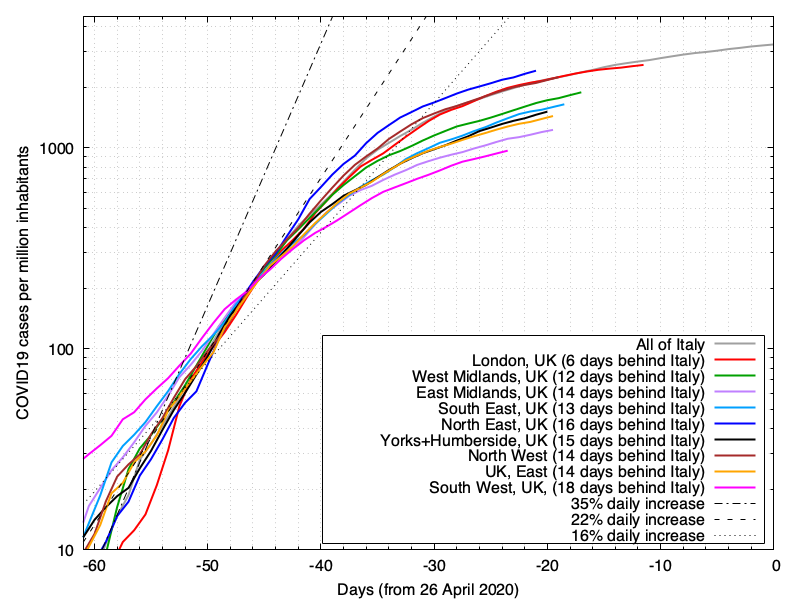 COVID19 cases per million inhabitants
1000
100
10
All of Italy
London, UK (6 days behind Italy)
West Midlands, UK (12 days behind Italy)
East Midlands, UK (14 days behind Italy)
South East, UK (13 days behind Italy)
North East, UK (16 days behind Italy)
Yorks+Humberside, UK (15 days behind Italy)
North West (14 days behind Italy)
UK, East (14 days behind Italy)
South West, UK, (18 days behind Italy)
35% daily increase
22% daily increase
16% daily increase
-60 -50 -40 -30 -20 -10 0
Days (from 26 April 2020)